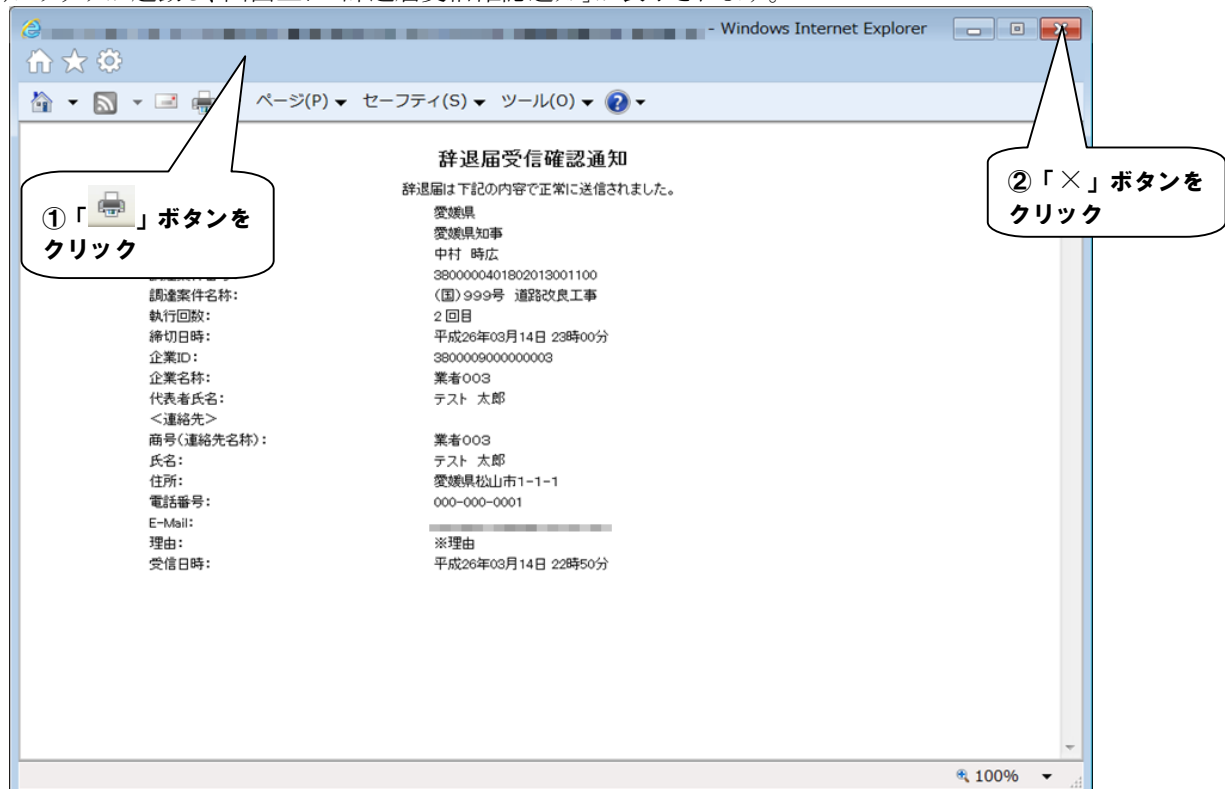 - Windows Internet Explorer
ページ(P) セーフティ(S) ツール(O)
辞退届受信確認通知
辞退届は下記の内容で正常に送信されました。
①「 」ボタンを
クリック
②「×」ボタンを
クリック
愛媛県
愛媛県知事
中村 時広
3800000401802013001100
調達案件名称: (国)999号 道路改良工事
執行回数: 2回目
締切日時: 平成26年03月14日 23時00分
企業ID: 3800009000000003
企業名称: 業者003
代表者氏名: テスト 太郎
<連絡先>
商号(連絡先名称): 業者003
氏名: テスト 太郎
住所: 愛媛県松山市1-1-1
電話番号: 000-000-0001
E-Mail:
理由: ※理由
受信日時: 平成26年03月14日 22時50分
100%